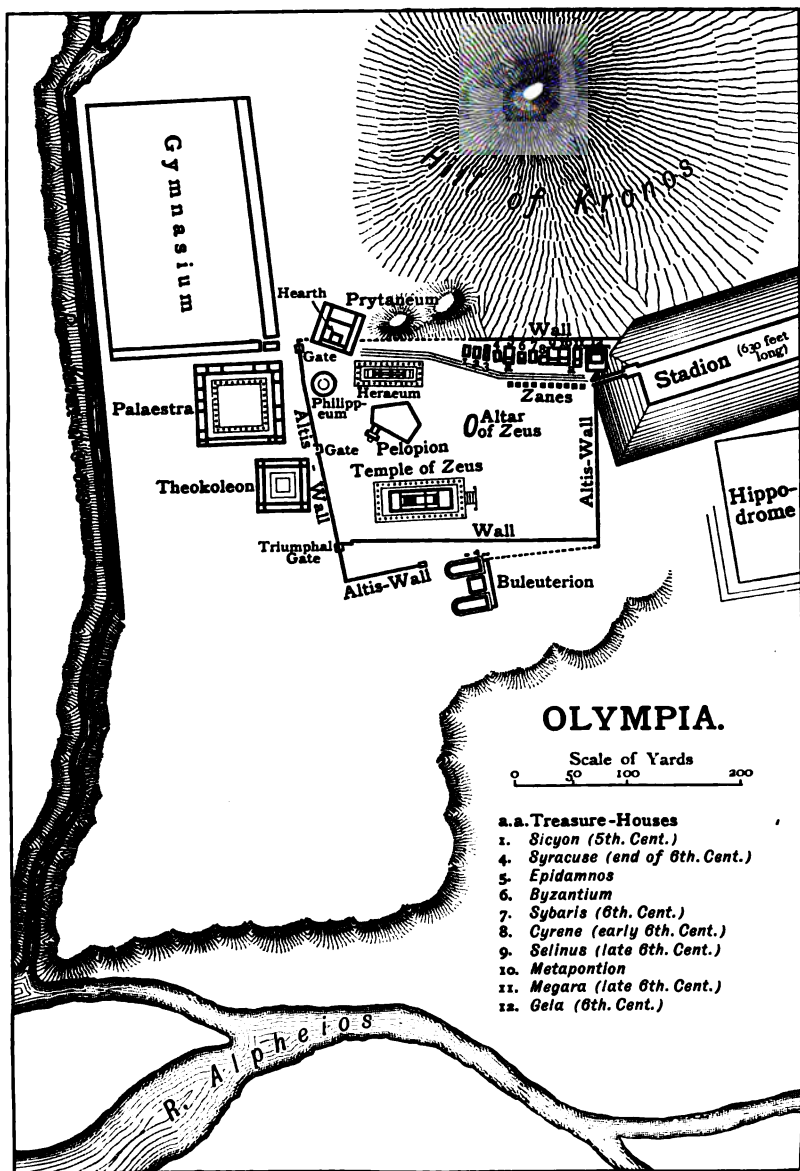 Hill of Kronos
Gymnasium
Hearth
Prytaneum
Wall
Gate
Stadion (630 feet
long)
Palaestra
Philipp-
eum
Heraeum
Zanes
Altar
of Zeus
Altis - Wall
Gate
Pelopion
Altis-Wall
Theokoleon
Temple of Zeus
Hippo-
drome
Wall
Triumphal
Gate
Altis-Wall
Buleuterion
OLYMPIA.
Scale of Yards
0 50 100 200
a.a. Treasure-Houses
1. Sicyon (5th. Cent.)
4. Syracuse (end of 6th. Cent.)
5. Epidamnos
6. Byzantium
7. Sybaris (6th. Cent.)
8. Cyrene (early 6th. Cent.)
9. Selinus (late 6th. Cent.)
10. Metapontion
11. Megara (late 6th. Cent.)
12. Gela (6th. Cent.)
R. Alpheios